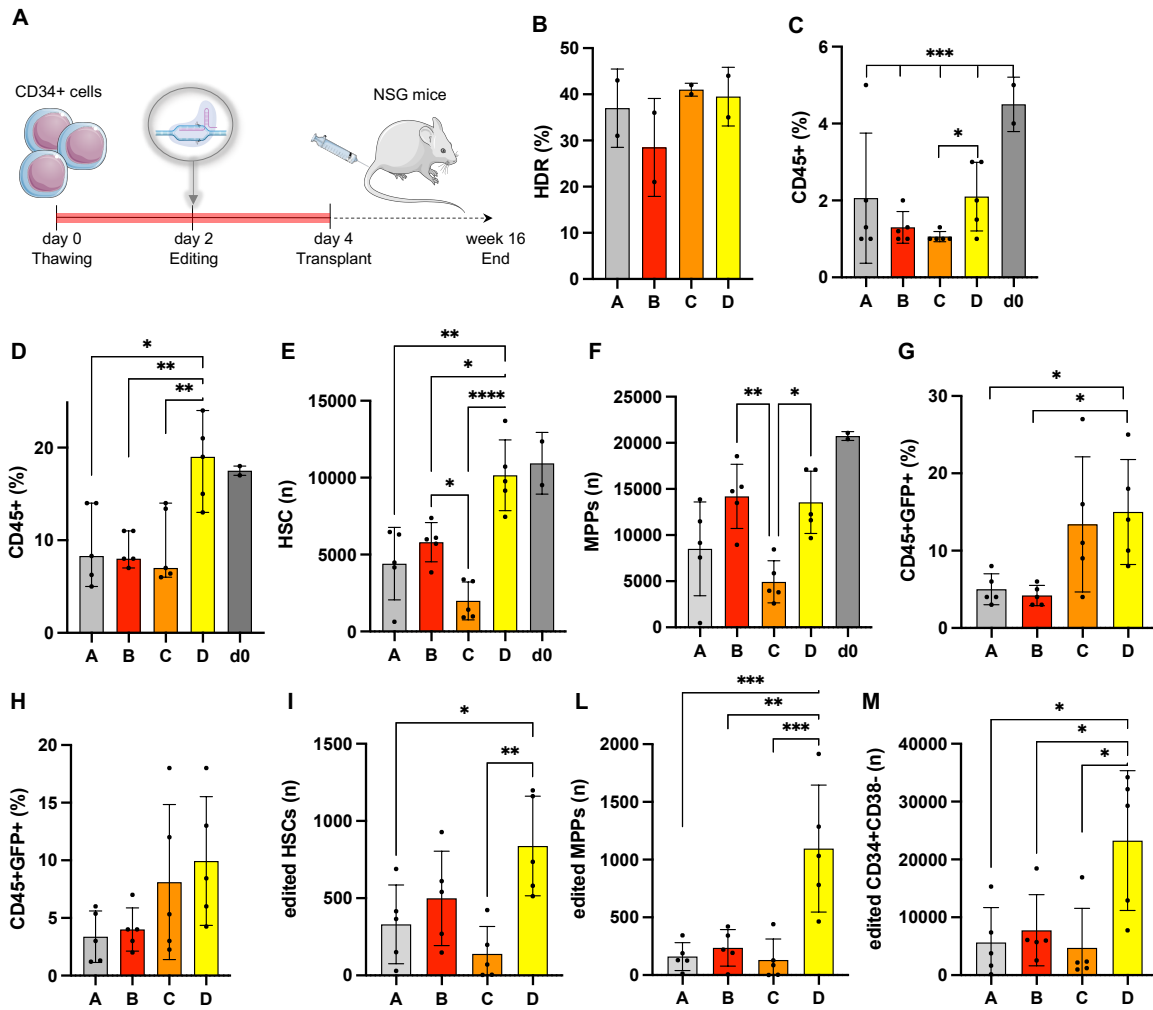 A
CD34+ cells
NSG mice
day 0
Thawing
day 2
Editing
day 4
Transplant
week 16
End
B
HDR (%)
50
40
30
20
10
0
A B C D
C
CD45+ (%)
6
4
2
0
***
*
A B C D d0
D
CD45+ (%)
20
10
0
*
**
**
A B C D d0
E
HSC (n)
15000
10000
5000
0
**
*
****
*
A B C D d0
F
MPPs (n)
25000
20000
15000
10000
5000
0
**
*
A B C D d0
G
CD45+GFP+ (%)
30
20
10
0
*
*
A B C D
H
CD45+GFP+ (%)
20
15
10
5
0
A B C D
I
edited HSCs (n)
1500
1000
500
0
*
**
A B C D
L
edited MPPs (n)
2000
1500
1000
500
0
***
**
***
A B C D
M
edited CD34+CD38- (n)
40000
30000
20000
10000
0
*
*
*
A B C D